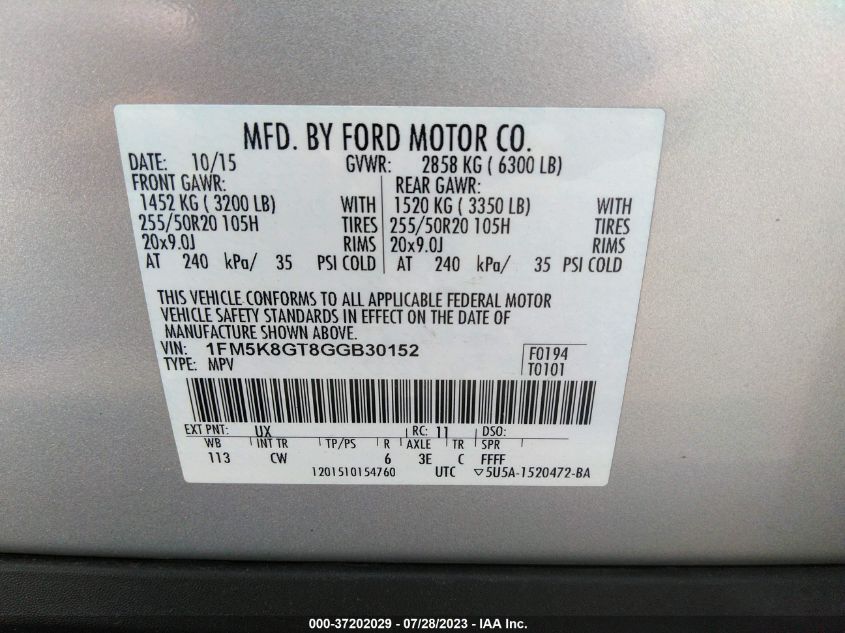 MFD. BY FORD MOTOR CO.
DATE: 10/15 GVWR: 2858 KG ( 6300 LB)
FRONT GAWR: REAR GAWR:
1452 KG ( 3200 LB) WITH 1520 KG ( 3350 LB) WITH
255/50R20 105H TIRES 255/50R20 105H TIRES
20x9.0J RIMS 20x9.0J RIMS
AT 240 kPa/ 35 PSI COLD AT 240 kPa/ 35 PSI COLD
THIS VEHICLE CONFORMS TO ALL APPLICABLE FEDERAL MOTOR
VEHICLE SAFETY STANDARDS IN EFFECT ON THE DATE OF
MANUFACTURE SHOWN ABOVE.
VIN: 1FM5K8GT8GGB30152 F0194
TYPE: MPV T0101
EXT PNT: UX RC: 11 DSO:
WB INT TR TP/PS R AXLE TR SPR
113 CW 6 3E C FFFF
1201510154760 UTC ▽5U5A-1520472-BA
000-37202029 / 07/28/2023 - IAA Inc.